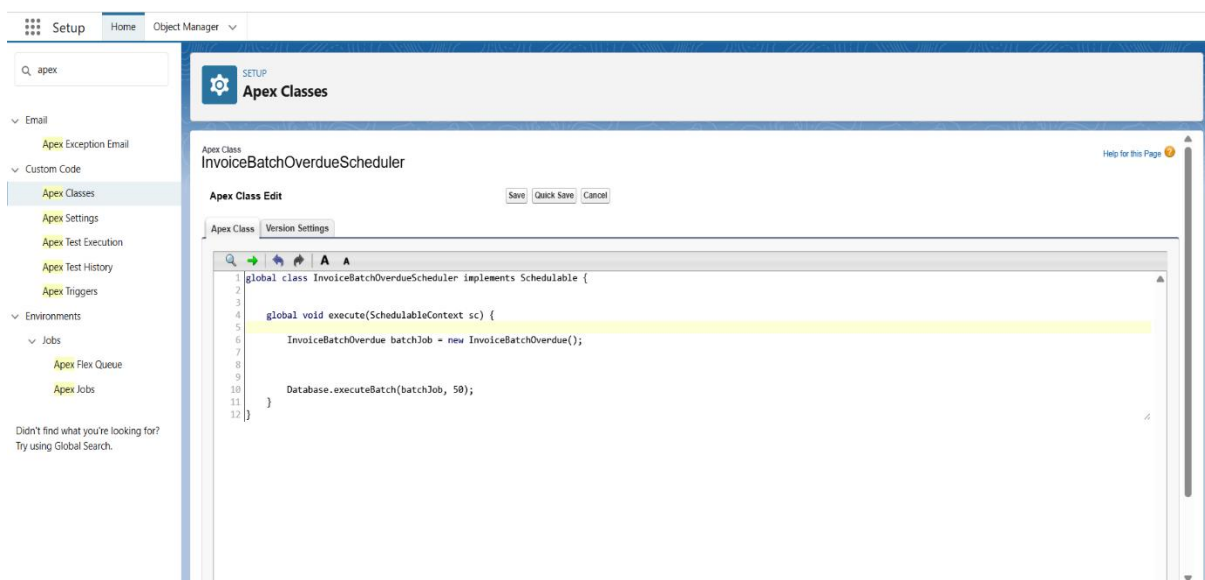 Setup Home Object Manager
apex
Email
Apex Exception Email
Custom Code
Apex Classes
Apex Settings
Apex Test Execution
Apex Test History
Apex Triggers
Environments
Jobs
Apex Flex Queue
Apex Jobs
Didn't find what you're looking for?
Try using Global Search.
SETUP
Apex Classes
Apex Class
InvoiceBatchOverdueScheduler
Help for this Page
Apex Class Edit Save Quick Save Cancel
Apex Class Version Settings
A A
1 global class InvoiceBatchOverdueScheduler implements Schedulable {
2
3
4 global void execute(SchedulableContext sc) {
5
6 InvoiceBatchOverdue batchJob = new InvoiceBatchOverdue();
7
8
9
10 Database.executeBatch(batchJob, 50);
11 }
12 }